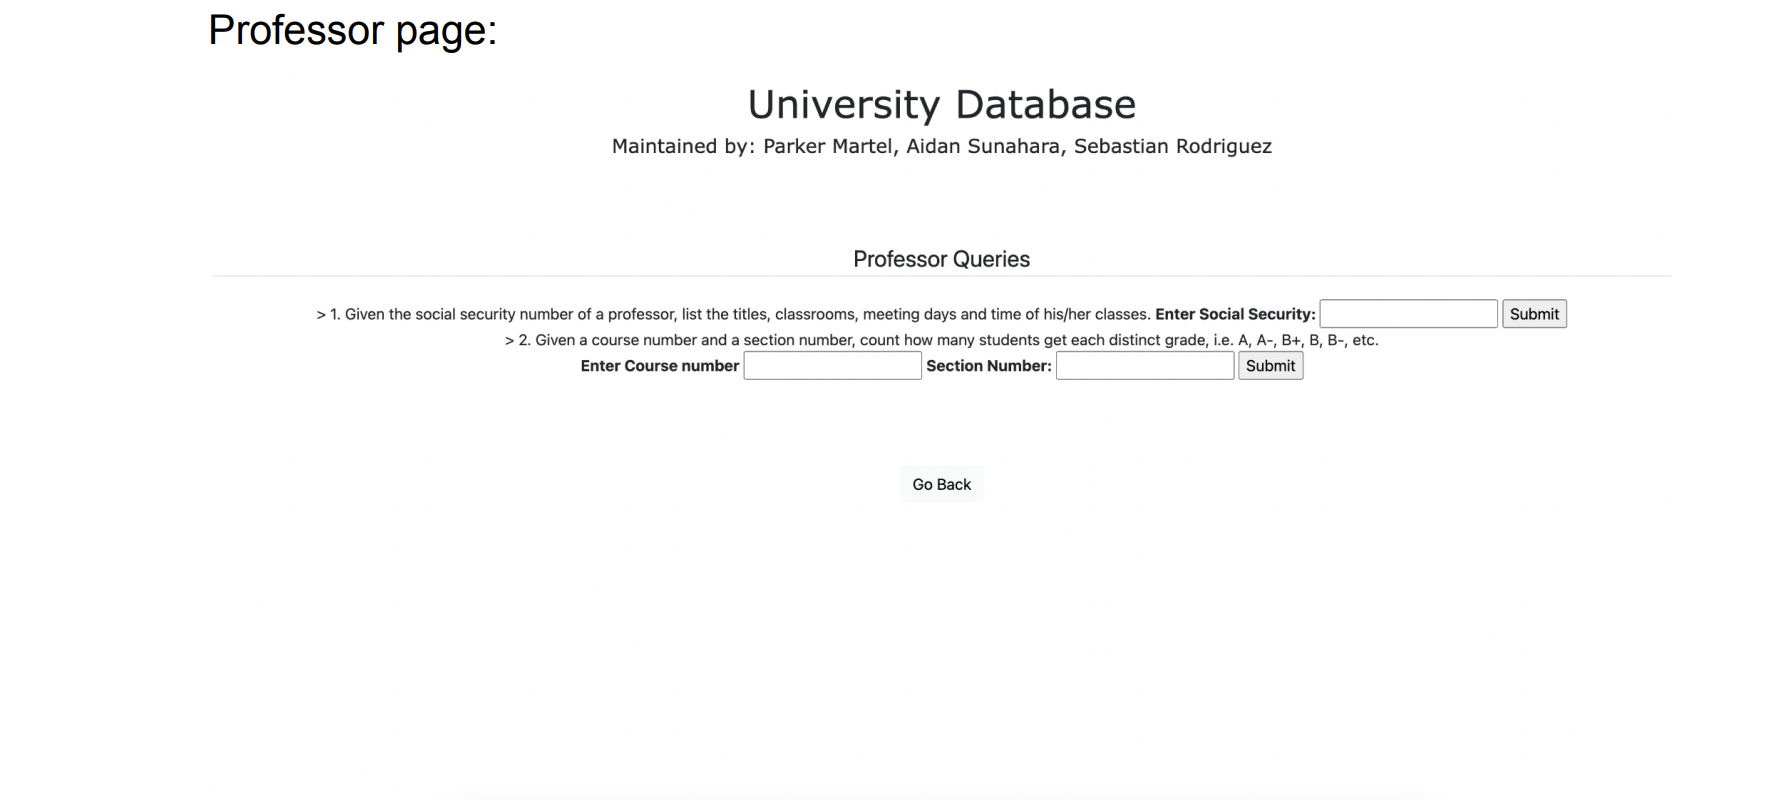 Professor page:
University Database
Maintained by: Parker Martel, Aidan Sunahara, Sebastian Rodriguez
Professor Queries
> 1. Given the social security number of a professor, list the titles, classrooms, meeting days and time of his/her classes. Enter Social Security: Submit
> 2. Given a course number and a section number, count how many students get each distinct grade, i.e. A, A-, B+, B, B-, etc.
Enter Course number Section Number: Submit
Go Back